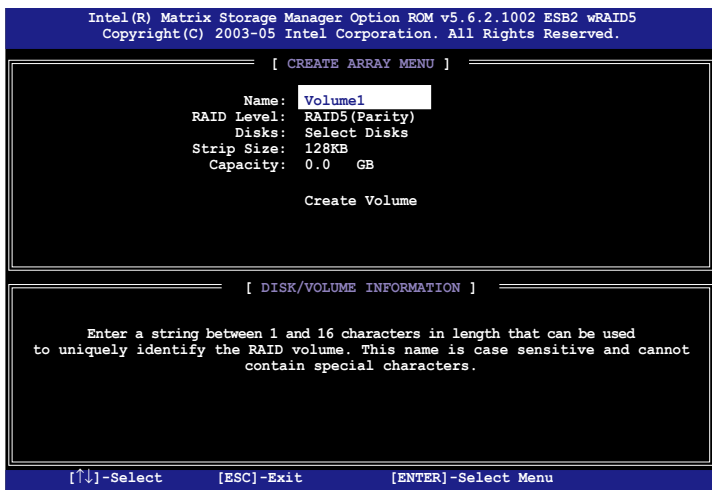 Intel(R) Matrix Storage Manager Option ROM v5.6.2.1002 ESB2 wRAID5
Copyright(C) 2003-05 Intel Corporation. All Rights Reserved.
[ CREATE ARRAY MENU ]
Name: Volume1
RAID Level: RAID5(Parity)
Disks: Select Disks
Strip Size: 128KB
Capacity: 0.0 GB
Create Volume
[ DISK/VOLUME INFORMATION ]
Enter a string between 1 and 16 characters in length that can be used
to uniquely identify the RAID volume. This name is case sensitive and cannot
contain special characters.
[↑↓]-Select [ESC]-Exit [ENTER]-Select Menu